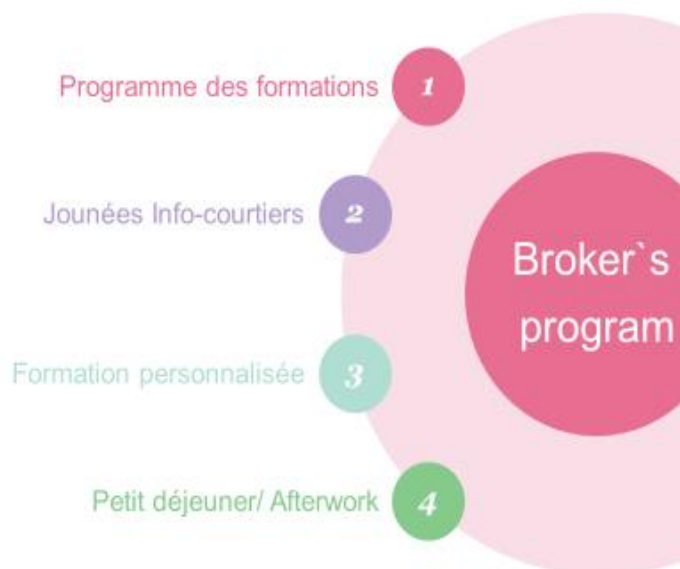 Programme des formations 1
Jounées Info-courtiers 2
Formation personnalisée 3
Petit déjeuner/ Afterwork 4
Broker`s
program